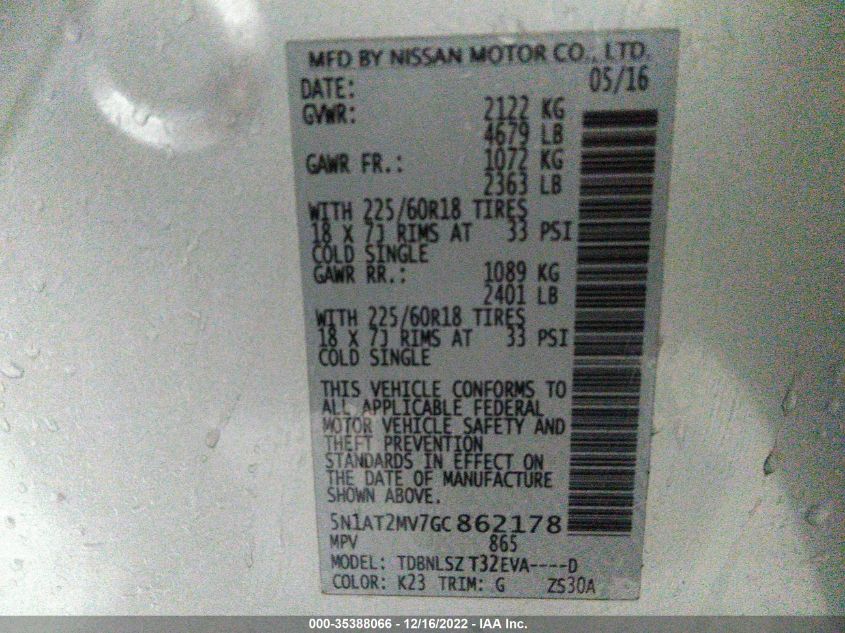 MFD BY NISSAN MOTOR CO., LTD.
DATE: 05/16
GVWR: 2122 KG
4679 LB
GAWR FR.: 1072 KG
2363 LB
WITH 225/60R18 TIRES
18 X 7J RIMS AT 33 PSI
COLD SINGLE
GAWR RR.: 1089 KG
2401 LB
WITH 225/60R18 TIRES
18 X 7J RIMS AT 33 PSI
COLD SINGLE
THIS VEHICLE CONFORMS TO
ALL APPLICABLE FEDERAL
MOTOR VEHICLE SAFETY AND
THEFT PREVENTION
STANDARDS IN EFFECT ON
THE DATE OF MANUFACTURE
SHOWN ABOVE.
5N1AT2MV7GC862178
MPV 865
MODEL: TDBNLSZ T32EVA----D
COLOR: K23 TRIM: G ZS30A
000-35388066 - 12/16/2022 - IAA Inc.